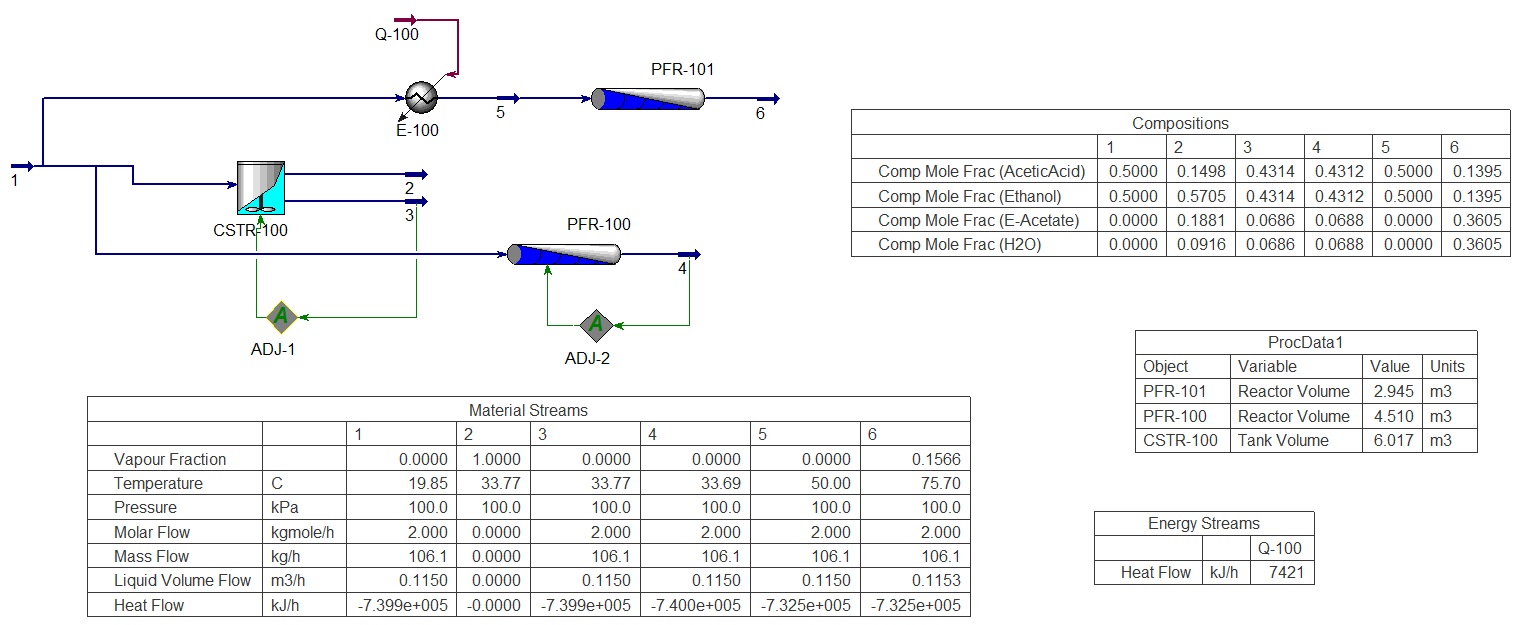 Q-100
PFR-101
5
6
E-100
1
2
3
CSTR-100
PFR-100
4
A
ADJ-1
A
ADJ-2
Compositions
1 2 3 4 5 6
Comp Mole Frac (AceticAcid) 0.5000 0.1498 0.4314 0.4312 0.5000 0.1395
Comp Mole Frac (Ethanol) 0.5000 0.5705 0.4314 0.4312 0.5000 0.1395
Comp Mole Frac (E-Acetate) 0.0000 0.1881 0.0686 0.0688 0.0000 0.3605
Comp Mole Frac (H2O) 0.0000 0.0916 0.0686 0.0688 0.0000 0.3605
ProcData1
Object Variable Value Units
PFR-101 Reactor Volume 2.945 m3
PFR-100 Reactor Volume 4.510 m3
CSTR-100 Tank Volume 6.017 m3
Material Streams
1 2 3 4 5 6
Vapour Fraction 0.0000 1.0000 0.0000 0.0000 0.0000 0.1566
Temperature C 19.85 33.77 33.77 33.69 50.00 75.70
Pressure kPa 100.0 100.0 100.0 100.0 100.0 100.0
Molar Flow kgmole/h 2.000 0.0000 2.000 2.000 2.000 2.000
Mass Flow kg/h 106.1 0.0000 106.1 106.1 106.1 106.1
Liquid Volume Flow m3/h 0.1150 0.0000 0.1150 0.1150 0.1150 0.1153
Heat Flow kJ/h -7.399e+005 -0.0000 -7.399e+005 -7.400e+005 -7.325e+005 -7.325e+005
Energy Streams
Q-100
Heat Flow kJ/h 7421